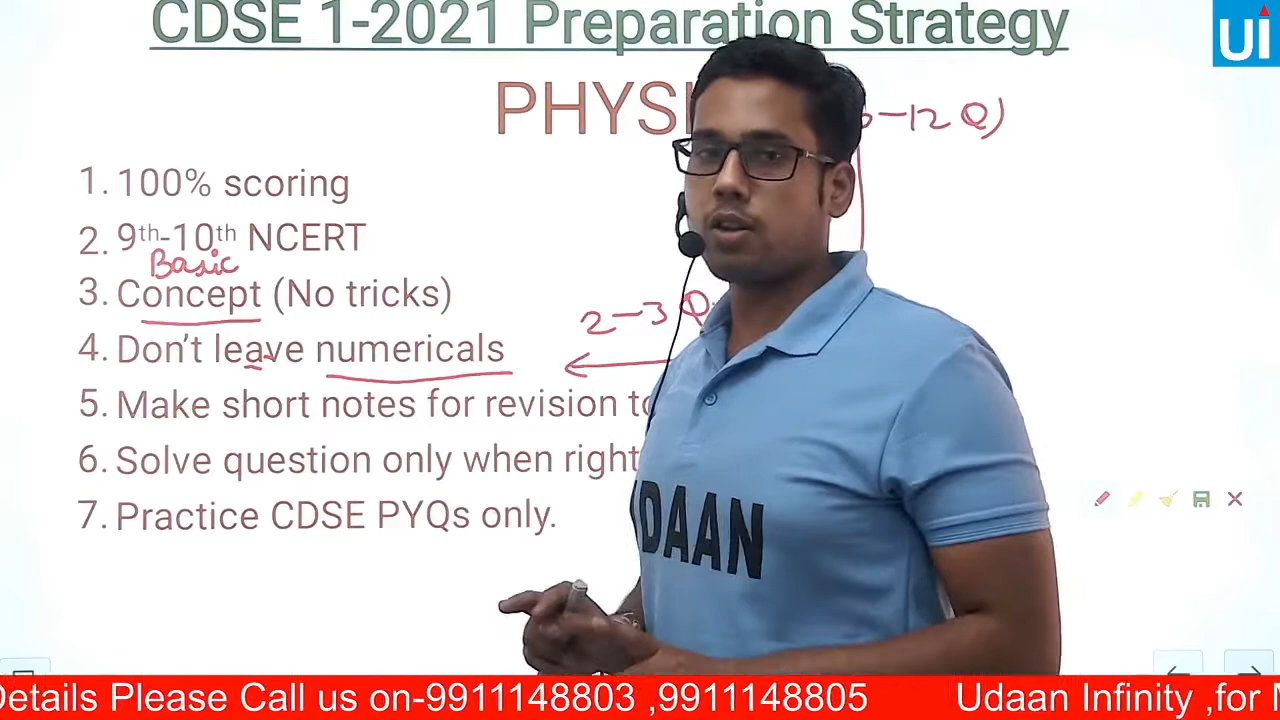 CDSE 1-2021 Preparation Strategy
Ui
PHYSI
-12 Q)
1. 100% scoring
2. 9th-10th NCERT
Basic
3. Concept (No tricks)
2-3 Q
4. Don't leave numericals
5. Make short notes for revision
6. Solve question only when right
7. Practice CDSE PYQs only.
DAAN
Details Please Call us on-9911148803 ,9911148805 Udaan Infinity ,for